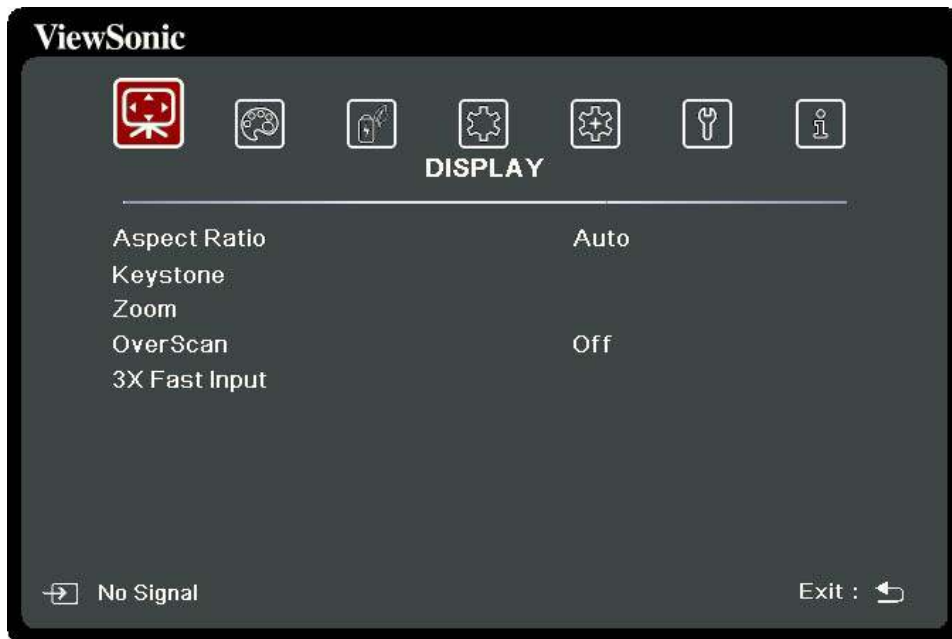 ViewSonic
DISPLAY
Aspect Ratio Auto
Keystone
Zoom
OverScan Off
3X Fast Input
No Signal Exit :